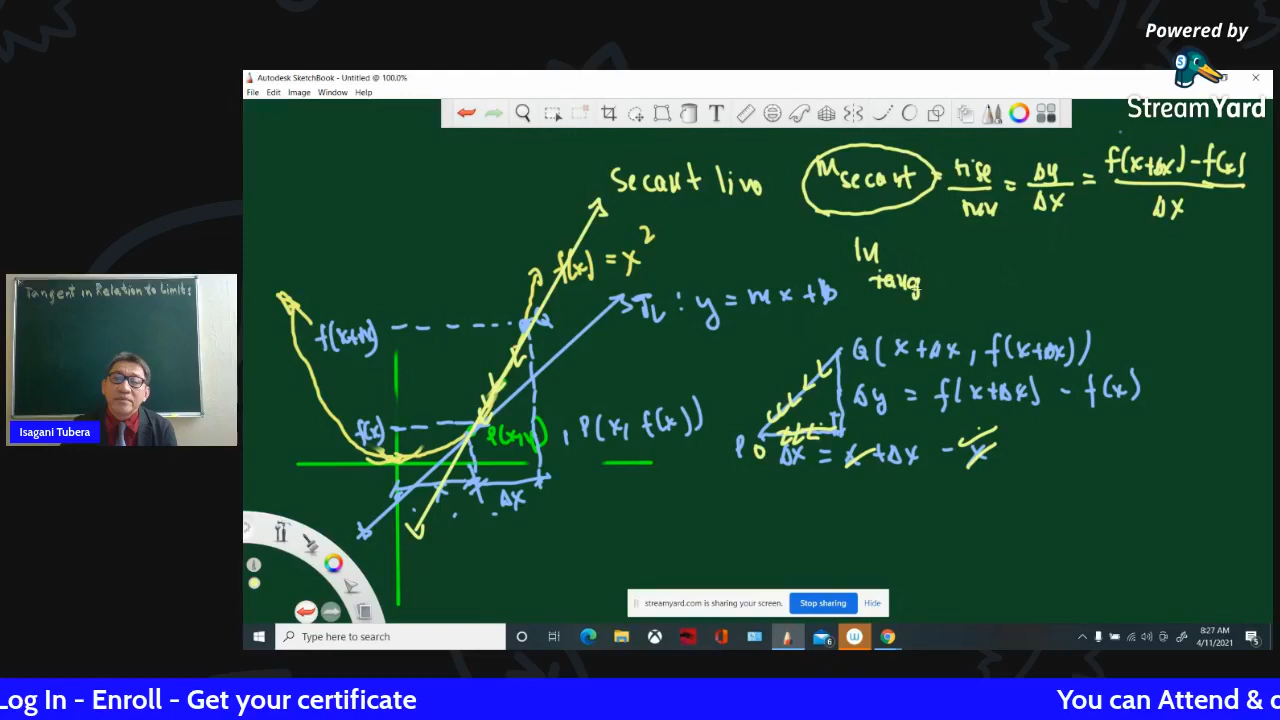 Powered by
StreamYard
Autodesk SketchBook - Untitled @ 100.0%
File Edit Image Window Help
secant line
m secant = rise/run = Δy/Δx = f(x+Δx) - f(x)/Δx
f(x) = x²
m tang
TL : y = mx + b
f(x+Δx)
Q
Q(x+Δx, f(x+Δx))
Δy = f(x+Δx) - f(x)
f(x)
P(x,y), P(x, f(x))
P 0 Δx = x + Δx - x
x Δx
Tangent in Relation to Limits
Isagani Tubera
streamyard.com is sharing your screen.
Stop sharing
Hide
Type here to search
8:27 AM
4/11/2021
Log In - Enroll - Get your certificate
You can Attend &